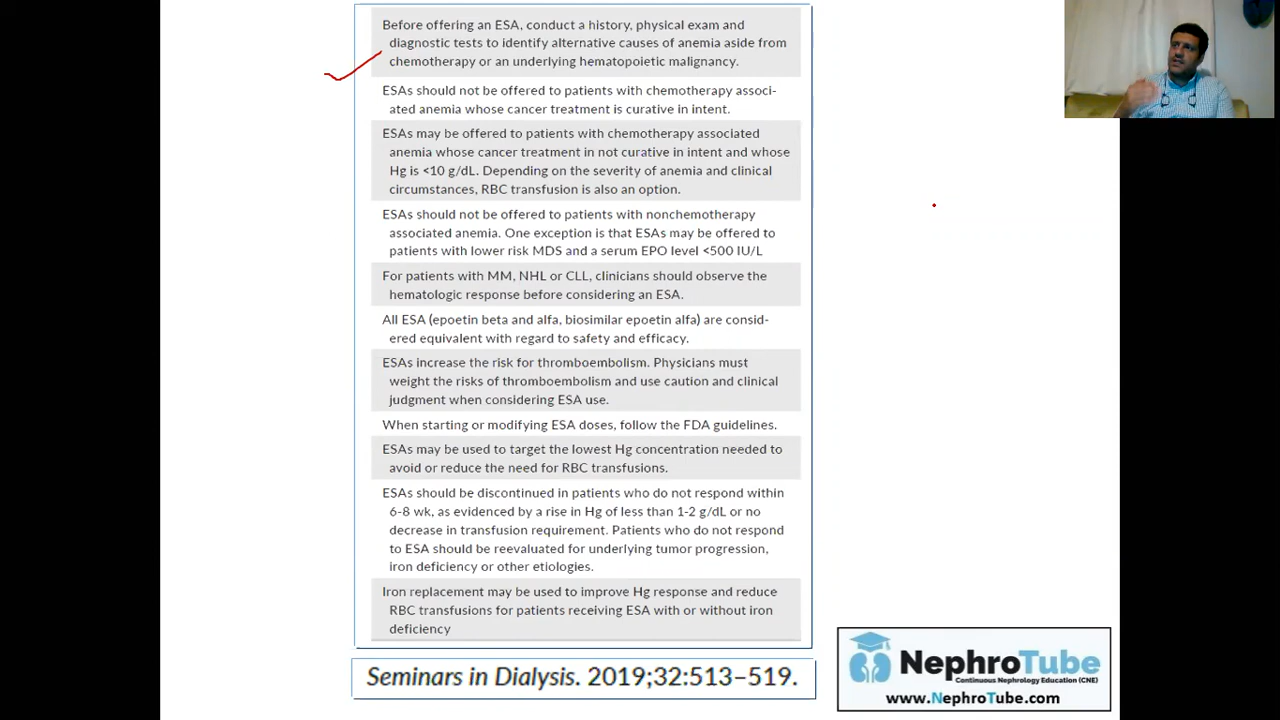 Before offering an ESA, conduct a history, physical exam and
diagnostic tests to identify alternative causes of anemia aside from
chemotherapy or an underlying hematopoietic malignancy.
ESAs should not be offered to patients with chemotherapy associ-
ated anemia whose cancer treatment is curative in intent.
ESAs may be offered to patients with chemotherapy associated
anemia whose cancer treatment in not curative in intent and whose
Hg is <10 g/dL. Depending on the severity of anemia and clinical
circumstances, RBC transfusion is also an option.
ESAs should not be offered to patients with nonchemotherapy
associated anemia. One exception is that ESAs may be offered to
patients with lower risk MDS and a serum EPO level <500 IU/L
For patients with MM, NHL or CLL, clinicians should observe the
hematologic response before considering an ESA.
All ESA (epoetin beta and alfa, biosimilar epoetin alfa) are consid-
ered equivalent with regard to safety and efficacy.
ESAs increase the risk for thromboembolism. Physicians must
weight the risks of thromboembolism and use caution and clinical
judgment when considering ESA use.
When starting or modifying ESA doses, follow the FDA guidelines.
ESAs may be used to target the lowest Hg concentration needed to
avoid or reduce the need for RBC transfusions.
ESAs should be discontinued in patients who do not respond within
6-8 wk, as evidenced by a rise in Hg of less than 1-2 g/dL or no
decrease in transfusion requirement. Patients who do not respond
to ESA should be reevaluated for underlying tumor progression,
iron deficiency or other etiologies.
Iron replacement may be used to improve Hg response and reduce
RBC transfusions for patients receiving ESA with or without iron
deficiency
Seminars in Dialysis. 2019;32:513–519.
NephroTube
Continuous Nephrology Education (CNE)
www.NephroTube.com